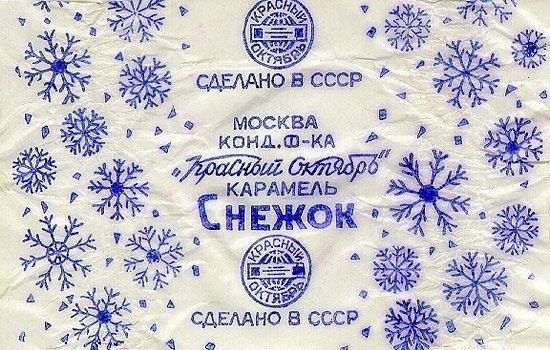 КРАСНЫЙ
ОКТЯБРЬ
СДЕЛАНО В СССР
МОСКВА
КОНД. Ф-КА
„Красный Октябрь"
КАРАМЕЛЬ
СНЕЖОК
КРАСНЫЙ
ОКТЯБРЬ
СДЕЛАНО В СССР